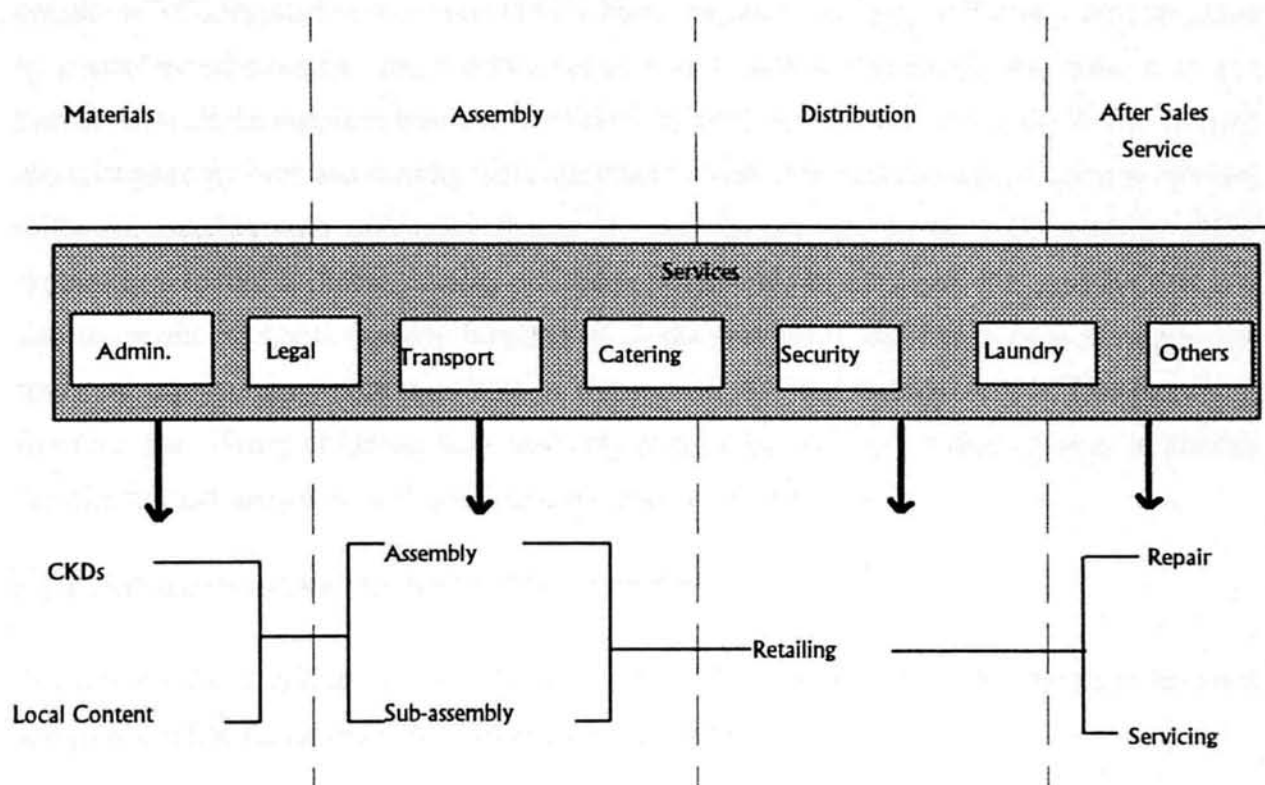 Materials
Assembly
Distribution
After Sales
Service
Services
Admin.
Legal
Transport
Catering
Security
Laundry
Others
CKDs
Assembly
Repair
Retailing
Local Content
Sub-assembly
Servicing